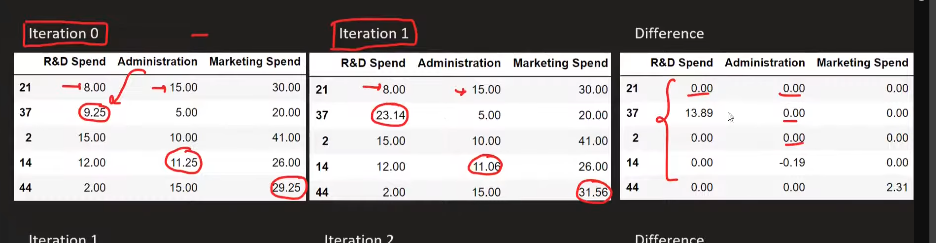 Iteration 0 Iteration 1 Difference
R&D Spend Administration Marketing Spend R&D Spend Administration Marketing Spend R&D Spend Administration Marketing Spend
21 8.00 15.00 30.00 21 8.00 15.00 30.00 21 0.00 0.00 0.00
37 9.25 5.00 20.00 37 23.14 5.00 20.00 37 13.89 0.00 0.00
2 15.00 10.00 41.00 2 15.00 10.00 41.00 2 0.00 0.00 0.00
14 12.00 11.25 26.00 14 12.00 11.06 26.00 14 0.00 -0.19 0.00
44 2.00 15.00 29.25 44 2.00 15.00 31.56 44 0.00 0.00 2.31
Iteration 1 Iteration 2 Difference